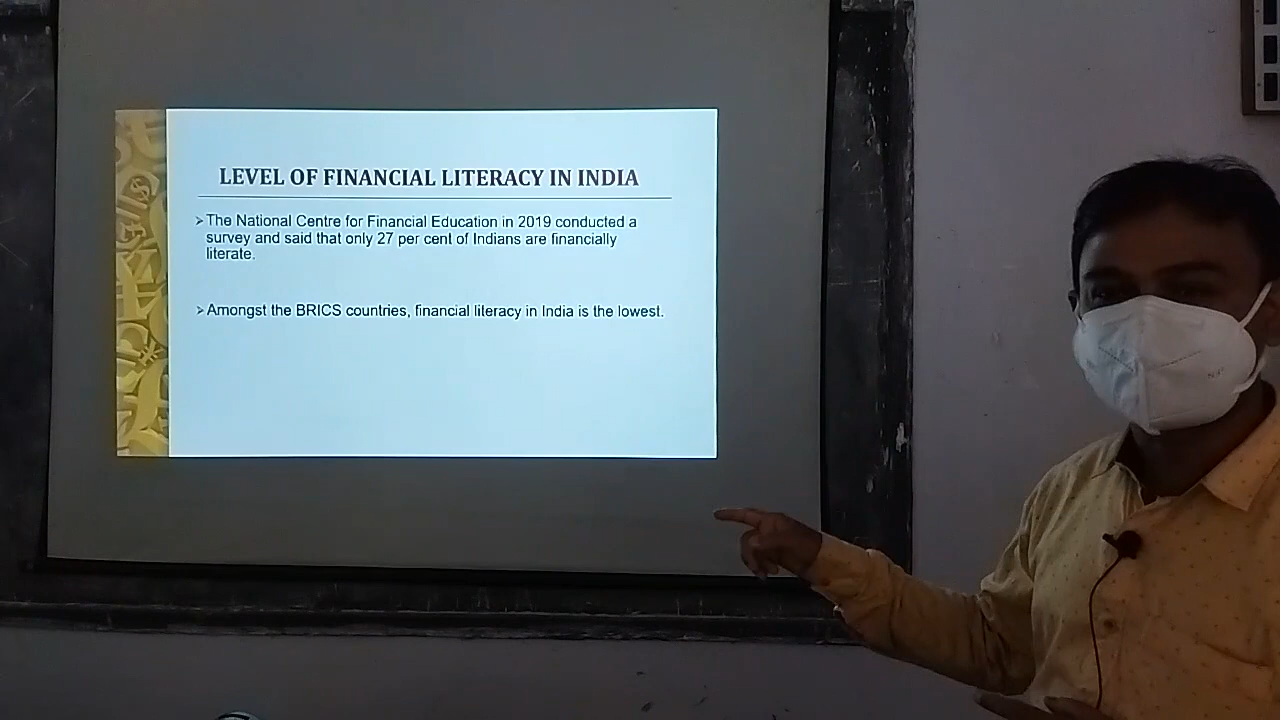 LEVEL OF FINANCIAL LITERACY IN INDIA
➢The National Centre for Financial Education in 2019 conducted a
survey and said that only 27 per cent of Indians are financially
literate.
➢Amongst the BRICS countries, financial literacy in India is the lowest.